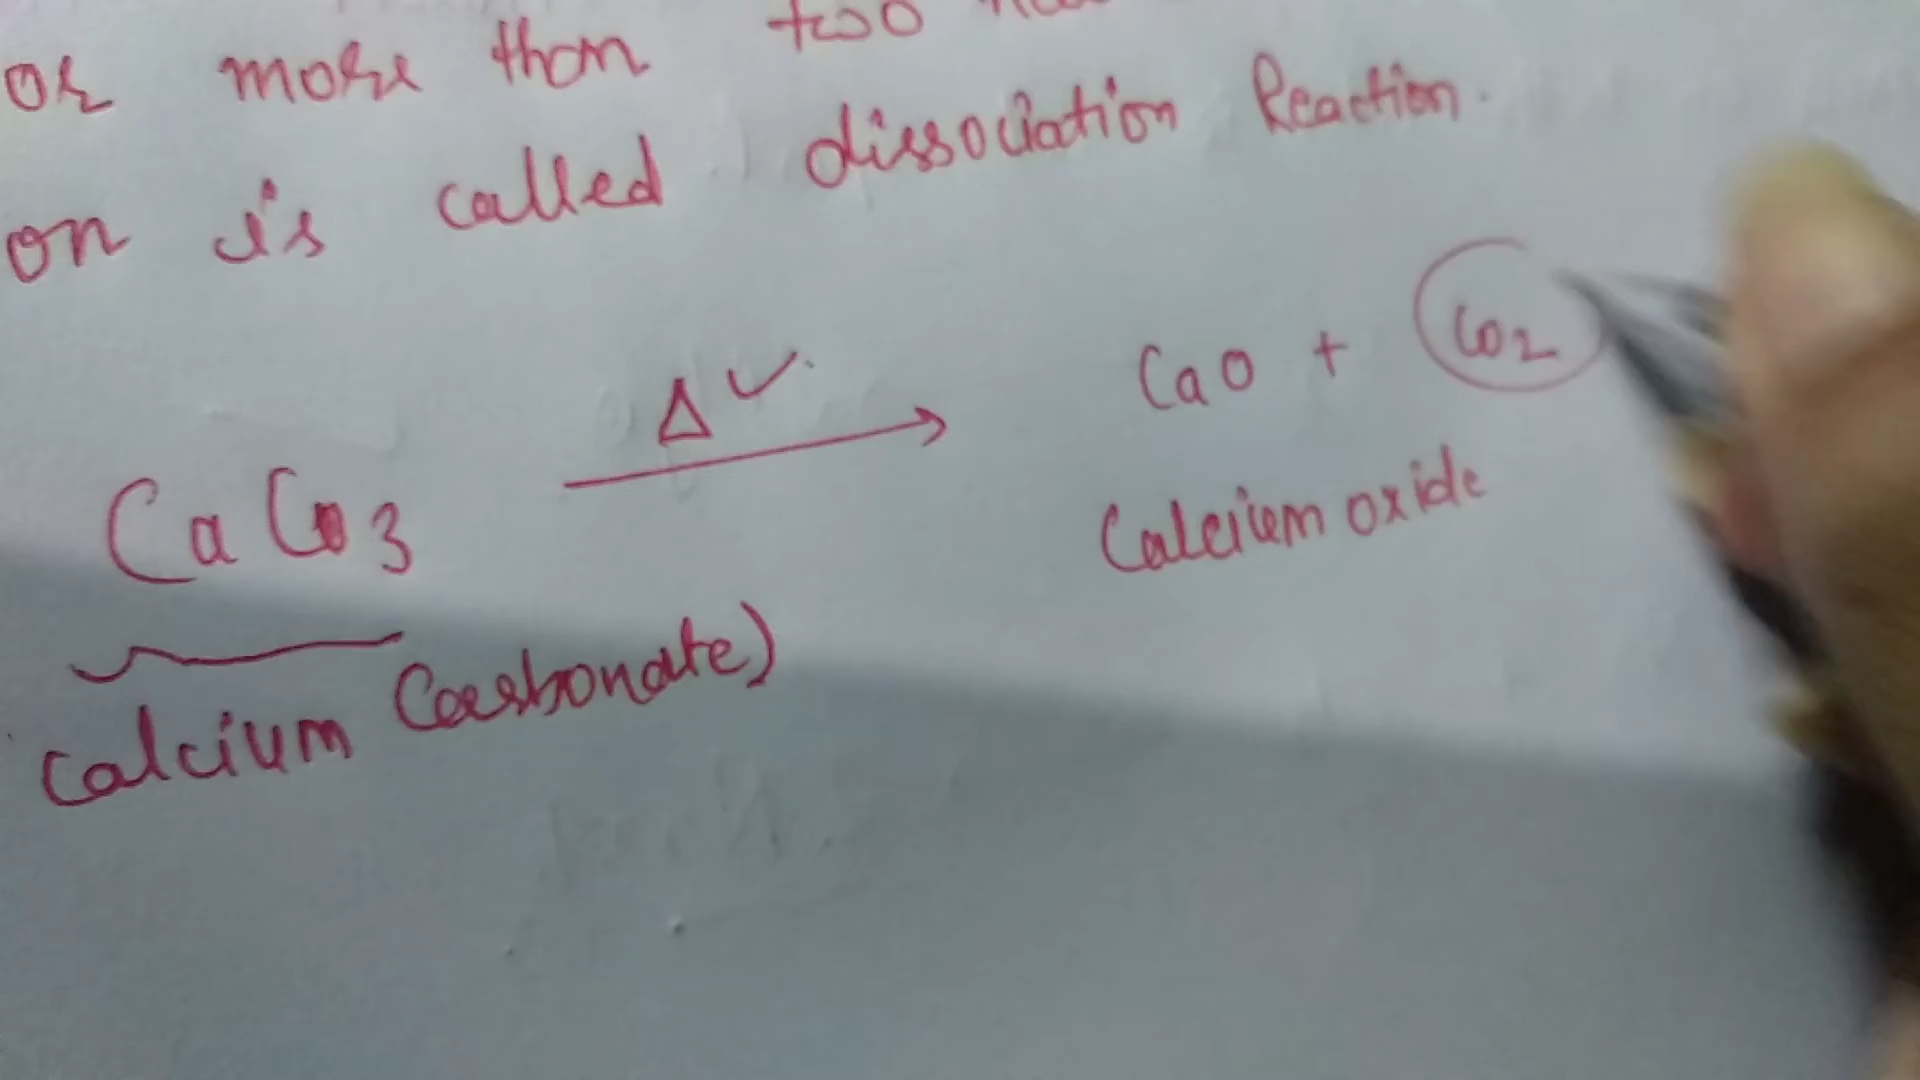 or more than two
on is called dissociation Reaction.
Δ ✓
CaCo3 → CaO + Co2
Calcium oxide
Calcium Carbonate)